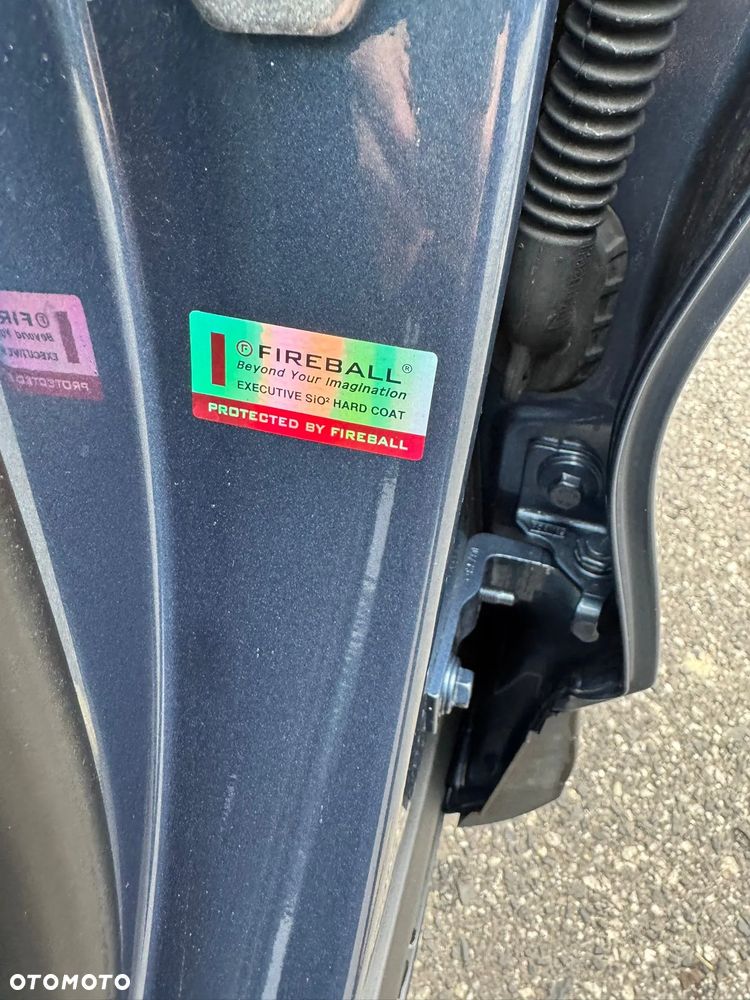 FIREBALL®
Beyond Your Imagination
EXECUTIVE SiO² HARD COAT
PROTECTED BY FIREBALL
OTOMOTO